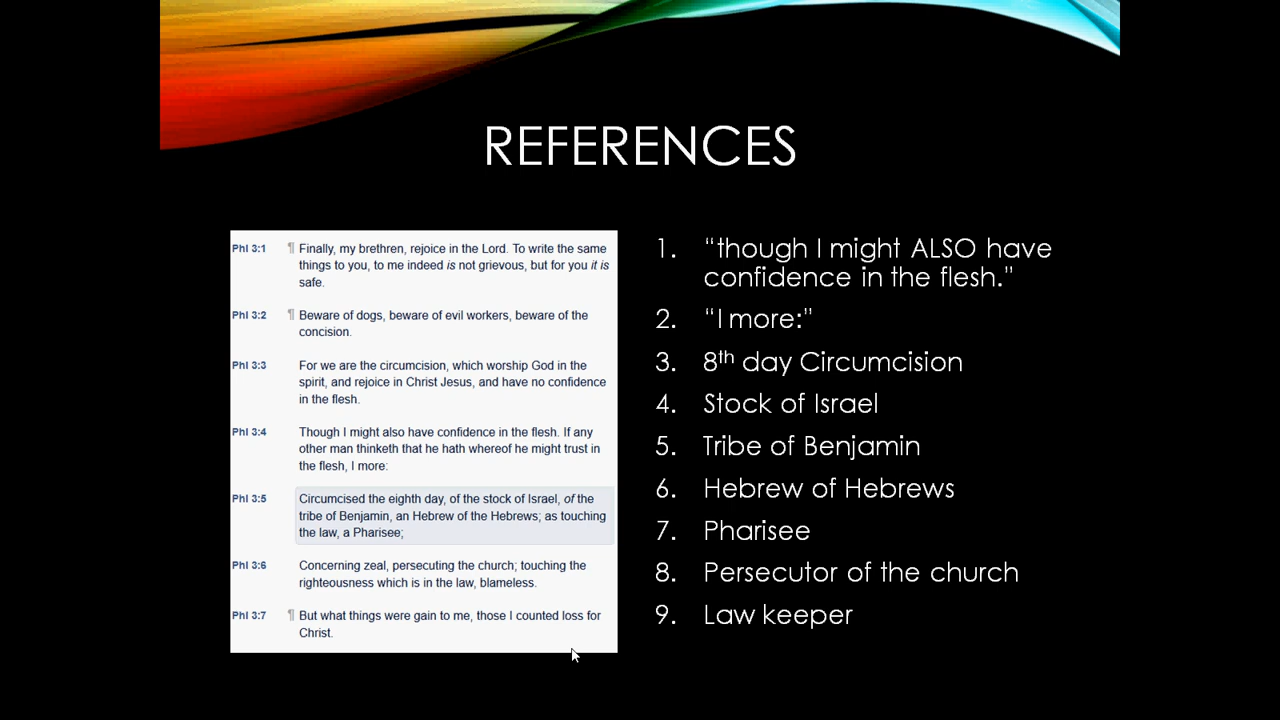 REFERENCES
Phl 3:1 ¶ Finally, my brethren, rejoice in the Lord. To write the same
things to you, to me indeed is not grievous, but for you it is
safe.
Phl 3:2 ¶ Beware of dogs, beware of evil workers, beware of the
concision.
Phl 3:3 For we are the circumcision, which worship God in the
spirit, and rejoice in Christ Jesus, and have no confidence
in the flesh.
Phl 3:4 Though I might also have confidence in the flesh. If any
other man thinketh that he hath whereof he might trust in
the flesh, I more:
Phl 3:5 Circumcised the eighth day, of the stock of Israel, of the
tribe of Benjamin, an Hebrew of the Hebrews; as touching
the law, a Pharisee;
Phl 3:6 Concerning zeal, persecuting the church; touching the
righteousness which is in the law, blameless.
Phl 3:7 ¶ But what things were gain to me, those I counted loss for
Christ.
1. “though I might ALSO have
confidence in the flesh.”
2. “I more:”
3. 8th day Circumcision
4. Stock of Israel
5. Tribe of Benjamin
6. Hebrew of Hebrews
7. Pharisee
8. Persecutor of the church
9. Law keeper